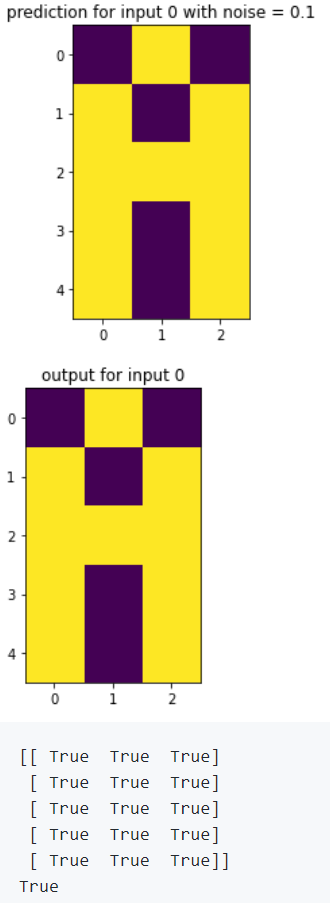 prediction for input 0 with noise = 0.1
0
1
2
3
4
0 1 2
output for input 0
0
1
2
3
4
0 1 2
[[ True  True  True]
 [ True  True  True]
 [ True  True  True]
 [ True  True  True]
 [ True  True  True]]
True